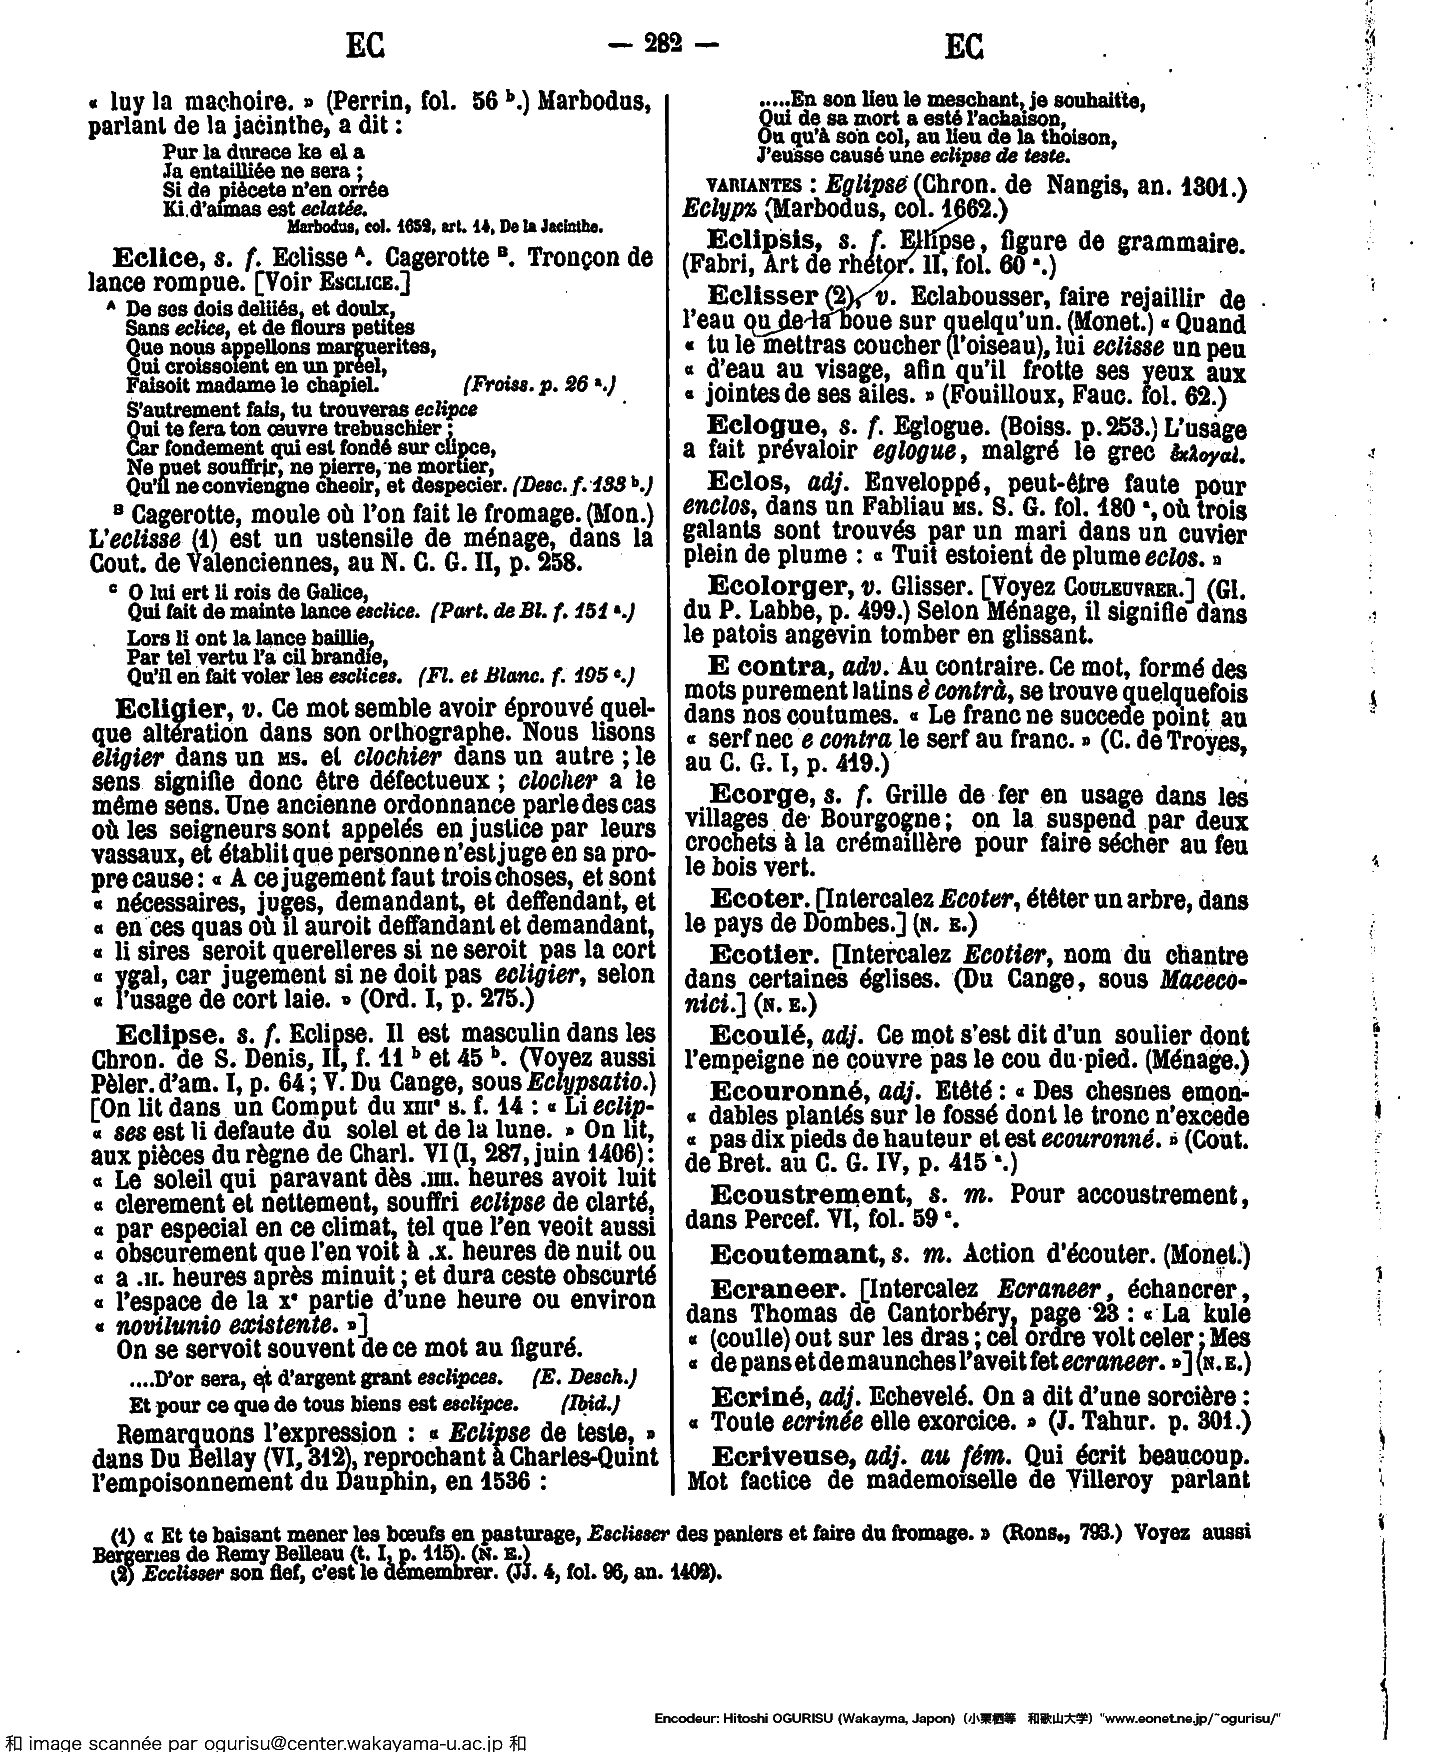 EC — 282 — EC
« luy la machoire. » (Perrin, fol. 56 b.) Marbodus,
parlant de la jacinthe, a dit :
Pur la durece ke el a
Ja entailliée ne sera ;
Si de piècete n'en orrée
Ki d'aimas est eclatée.
Marbodus, col. 1652, art. 14, De la Jacinthe.
Eclice, s. f. Eclisse A. Cagerotte B. Tronçon de
lance rompue. [Voir ESCLICE.]
A De ses dois deliiés, et doulx,
Sans eclice, et de flours petites
Que nous appellons marguerites,
Qui croissoient en un préel,
Faisoit madame le chapiel. (Froiss. p. 26 a.)
S'autrement fais, tu trouveras eclipce
Qui te fera ton œuvre trebuschier ;
Car fondement qui est fondé sur clipce,
Ne puet souffrir, ne pierre, ne mortier,
Qu'il ne conviengne cheoir, et despecier. (Desc. f. 133 b.)
B Cagerotte, moule où l'on fait le fromage. (Mon.)
L'eclisse (1) est un ustensile de ménage, dans la
Cout. de Valenciennes, au N. C. G. II, p. 258.
C O lui ert li rois de Galice,
Qui fait de mainte lance esclice. (Part. de Bl. f. 151 a.)
Lors li ont la lance baillie,
Par tel vertu l'a cil brandie,
Qu'il en fait voler les esclices. (Fl. et Blanc. f. 195 c.)
Ecligier, v. Ce mot semble avoir éprouvé quel-
que altération dans son orthographe. Nous lisons
eligier dans un MS. et clochier dans un autre ; le
sens signifie donc être défectueux ; clocher a le
même sens. Une ancienne ordonnance parle des cas
où les seigneurs sont appelés en justice par leurs
vassaux, et établit que personne n'est juge en sa pro-
pre cause : « A ce jugement faut trois choses, et sont
« nécessaires, juges, demandant, et deffendant, et
« en ces quas où il auroit deffandant et demandant,
« li sires seroit querelleres si ne seroit pas la cort
« ygal, car jugement si ne doit pas ecligier, selon
« l'usage de cort laie. » (Ord. I, p. 275.)
Eclipse. s. f. Eclipse. Il est masculin dans les
Chron. de S. Denis, II, f. 11 b et 45 b. (Voyez aussi
Pèler. d'am. I, p. 64 ; V. Du Cange, sous Eclypsatio.)
[On lit dans un Comput du XIIIe s. f. 14 : « Li eclip-
« ses est li defaute du solel et de la lune. » On lit,
aux pièces du règne de Charl. VI (I, 287, juin 1406) :
« Le soleil qui paravant dès .IIII. heures avoit luit
« clerement et nettement, souffri eclipse de clarté,
« par especial en ce climat, tel que l'en veoit aussi
« obscurement que l'en voit à .X. heures de nuit ou
« a .II. heures après minuit ; et dura ceste obscurté
« l'espace de la Xe partie d'une heure ou environ
« novilunio existente. »]
On se servoit souvent de ce mot au figuré.
....D'or sera, et d'argent grant esclipces. (E. Desch.)
Et pour ce que de tous biens est esclipce. (Ibid.)
Remarquons l'expression : « Eclipse de teste, »
dans Du Bellay (VI, 312), reprochant à Charles-Quint
l'empoisonnement du Dauphin, en 1536 :
.....En son lieu le meschant, je souhaitte,
Qui de sa mort a esté l'achaison,
Ou qu'à son col, au lieu de la thoison,
J'eusse causé une eclipse de teste.
VARIANTES : Eglipse (Chron. de Nangis, an. 1301.)
Eclypz (Marbodus, col. 1662.)
Eclipsis, s. f. Ellipse, figure de grammaire.
(Fabri, Art de rhétor. II, fol. 60 a.)
Eclisser (2), v. Eclabousser, faire rejaillir de
l'eau ou de la boue sur quelqu'un. (Monet.) « Quand
« tu le mettras coucher (l'oiseau), lui eclisse un peu
« d'eau au visage, afin qu'il frotte ses yeux aux
« jointes de ses ailes. » (Fouilloux, Fauc. fol. 62.)
Eclogue, s. f. Eglogue. (Boiss. p. 253.) L'usage
a fait prévaloir eglogue, malgré le grec
Eclos, adj. Enveloppé, peut-être faute pour
enclos, dans un Fabliau MS. S. G. fol. 180 a, où trois
galants sont trouvés par un mari dans un cuvier
plein de plume : « Tuit estoient de plume eclos. »
Ecolorger, v. Glisser. [Voyez COULEUVRER.] (Gl.
du P. Labbe, p. 499.) Selon Ménage, il signifie dans
le patois angevin tomber en glissant.
E contra, adv. Au contraire. Ce mot, formé des
mots purement latins è contrà, se trouve quelquefois
dans nos coutumes. « Le franc ne succede point au
« serf nec e contra le serf au franc. » (C. de Troyes,
au C. G. I, p. 419.)
Ecorge, s. f. Grille de fer en usage dans les
villages de Bourgogne ; on la suspend par deux
crochets à la crémaillère pour faire sécher au feu
le bois vert.
Ecoter. [Intercalez Ecoter, étêter un arbre, dans
le pays de Dombes.] (N. E.)
Ecotier. [Intercalez Ecotier, nom du chantre
dans certaines églises. (Du Cange, sous Maceco-
nici.] (N. E.)
Ecoulé, adj. Ce mot s'est dit d'un soulier dont
l'empeigne ne couvre pas le cou du pied. (Ménage.)
Ecouronné, adj. Etêté : « Des chesnes emon-
« dables plantés sur le fossé dont le tronc n'excede
« pas dix pieds de hauteur et est ecouronné. » (Cout.
de Bret. au C. G. IV, p. 415 a.)
Ecoustrement, s. m. Pour accoustrement,
dans Percef. VI, fol. 59 c.
Ecoutemant, s. m. Action d'écouter. (Monet.)
Ecraneer. [Intercalez Ecraneer, échancrer,
dans Thomas de Cantorbéry, page 23 : « La kule
« (coulle) out sur les dras ; cel ordre volt celer ; Mes
« de pans et de maunches l'aveit fet ecraneer. »] (N. E.)
Ecriné, adj. Echevelé. On a dit d'une sorcière :
« Toute ecrinée elle exorcice. » (J. Tahur. p. 301.)
Ecriveuse, adj. au fém. Qui écrit beaucoup.
Mot factice de mademoiselle de Villeroy parlant
(1) « Et te baisant mener les bœufs en pasturage, Esclisser des paniers et faire du fromage. » (Rons., 793.) Voyez aussi
Bergeries de Remy Belleau (t. I, p. 115). (N. E.)
(2) Ecclisser son fief, c'est le démembrer. (JJ. 4, fol. 96, an. 1402).
Encodeur: Hitoshi OGURISU (Wakayma, Japon) (小栗栖等 和歌山大学) "www.eonet.ne.jp/~ogurisu/"
和 image scannée par ogurisu@center.wakayama-u.ac.jp 和